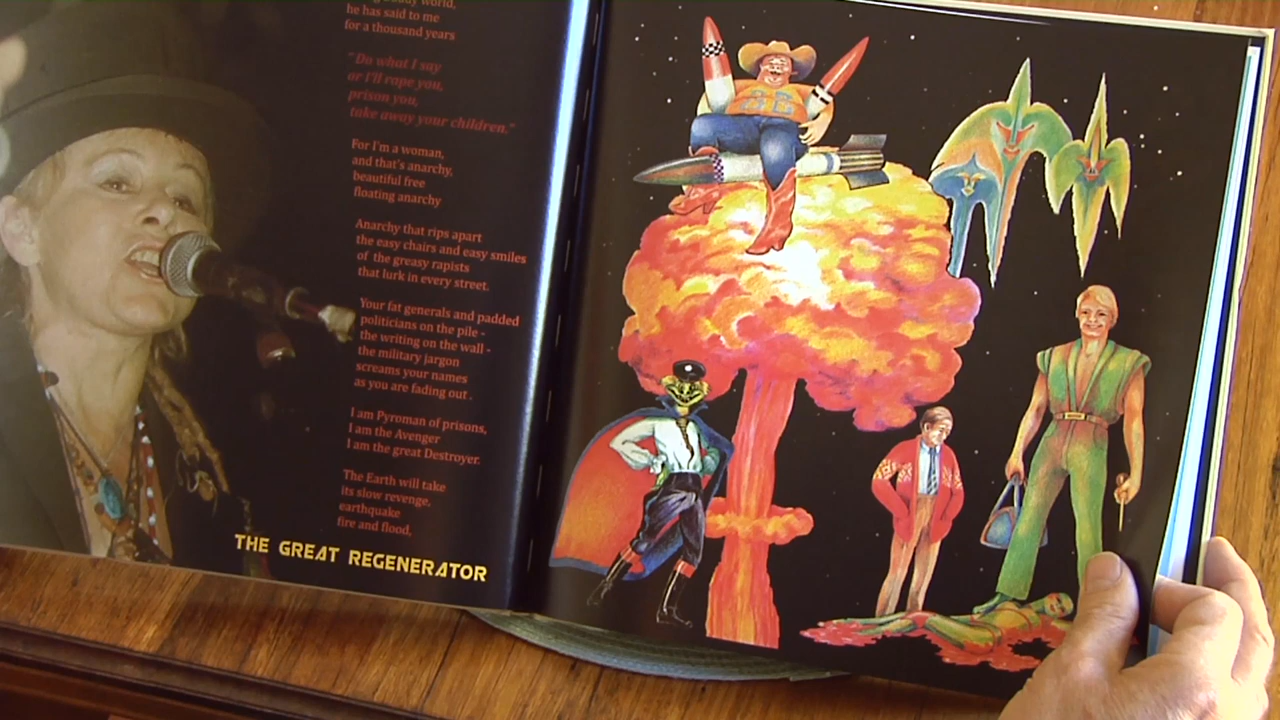 world,
he has said to me
for a thousand years
"Do what I say
or I'll rape you,
prison you,
take away your children."
For I'm a woman,
and that's anarchy,
beautiful free
floating anarchy
Anarchy that rips apart
the easy chairs and easy smiles
of the greasy rapists
that lurk in every street.
Your fat generals and padded
politicians on the pile -
the writing on the wall -
the military jargon
screams your names
as you are fading out .
I am Pyroman of prisons,
I am the Avenger
I am the great Destroyer.
The Earth will take
its slow revenge,
earthquake
fire and flood,
THE GREAT REGENERATOR